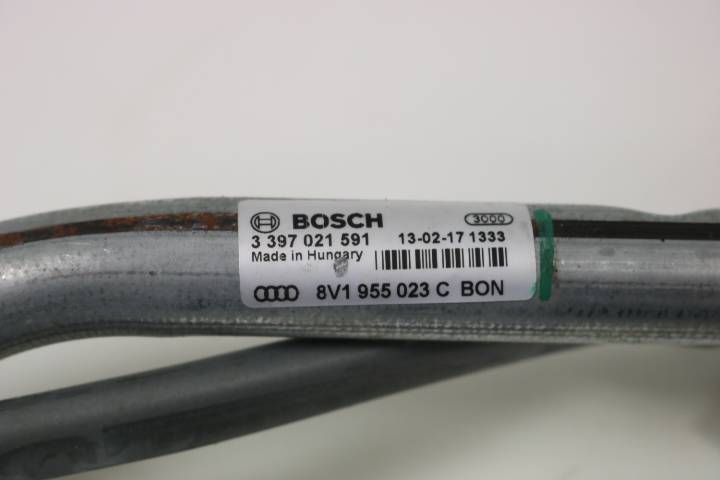 BOSCH 3000
3 397 021 591 13-02-17 1333
Made in Hungary
8V1 955 023 C BON